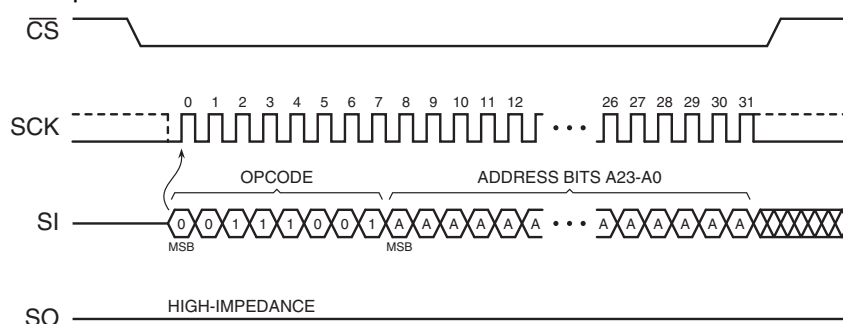 CS
0 1 2 3 4 5 6 7 8 9 10 11 12 26 27 28 29 30 31
SCK • • •
OPCODE ADDRESS BITS A23-A0
SI 0 0 1 1 1 0 0 1 A A A A A A • • • A A A A A A
MSB MSB
HIGH-IMPEDANCE
SO